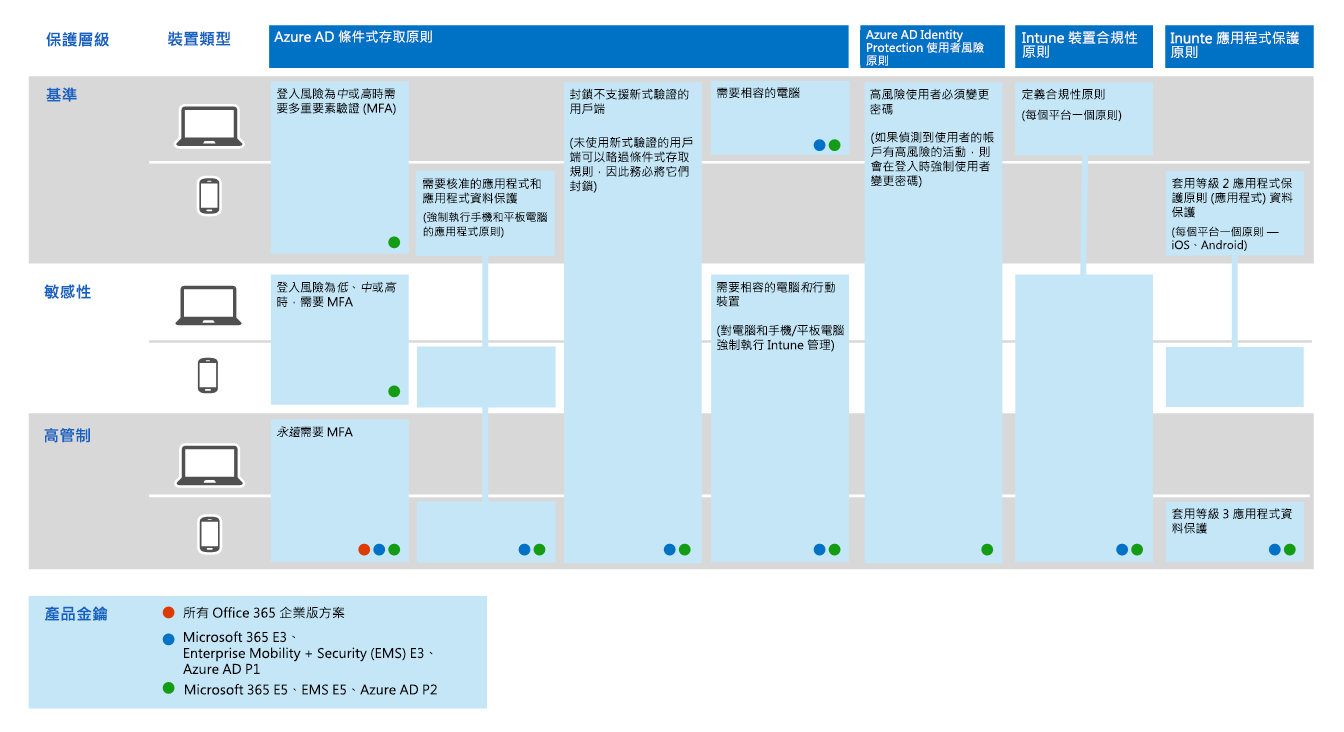 保護層級
裝置類型
Azure AD 條件式存取原則
Azure AD Identity
Protection 使用者風險
原則
Intune 裝置合規性
原則
Inunte 應用程式保護
原則
基準
登入風險為中或高時需
要多重要素驗證 (MFA)
需要核准的應用程式和
應用程式資料保護
(強制執行手機和平板電腦
的應用程式原則)
封鎖不支援新式驗證的
用戶端
(未使用新式驗證的用戶
端可以略過條件式存取
規則，因此務必將它們
封鎖)
需要相容的電腦
高風險使用者必須變更
密碼
(如果偵測到使用者的帳
戶有高風險的活動，則
會在登入時強制使用者
變更密碼)
定義合規性原則
(每個平台一個原則)
套用等級 2 應用程式保
護原則 (應用程式) 資料
保護
(每個平台一個原則 —
iOS、Android)
敏感性
登入風險為低、中或高
時，需要 MFA
需要相容的電腦和行動
裝置
(對電腦和手機/平板電腦
強制執行 Intune 管理)
高管制
永遠需要 MFA
套用等級 3 應用程式資
料保護
產品金鑰
所有 Office 365 企業版方案
Microsoft 365 E3、
Enterprise Mobility + Security (EMS) E3、
Azure AD P1
Microsoft 365 E5、EMS E5、Azure AD P2